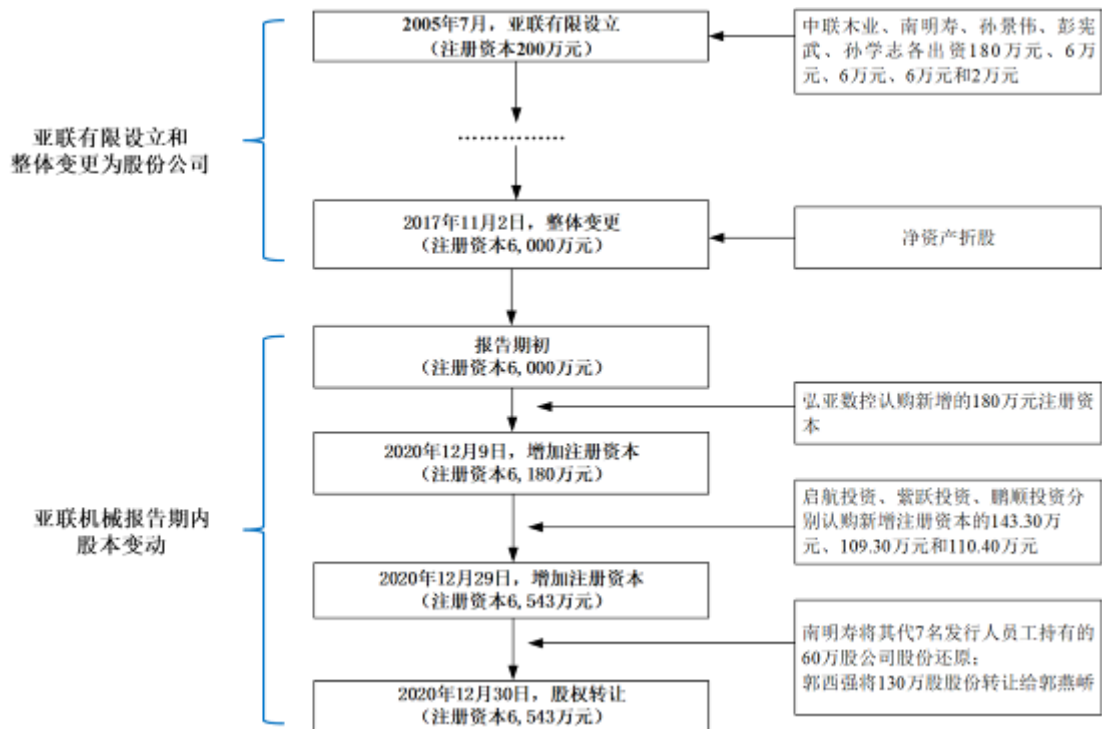 2005年7月，亚联有限设立
（注册资本200万元）
中联木业、南明寿、孙景伟、彭宪
武、孙学志各出资180万元、6万
元、6万元、6万元和2万元
…………
亚联有限设立和
整体变更为股份公司
2017年11月2日，整体变更
（注册资本6,000万元）
净资产折股
报告期初
（注册资本6,000万元）
弘亚数控认购新增的180万元注册资
本
2020年12月9日，增加注册资本
（注册资本6,180万元）
启航投资、紫跃投资、鹏顺投资分
别认购新增注册资本的143.30万
元、109.30万元和110.40万元
亚联机械报告期内
股本变动
2020年12月29日，增加注册资本
（注册资本6,543万元）
南明寿将其代7名发行人员工持有的
60万股公司股份还原；
郭西强将130万股股份转让给郭燕峤
2020年12月30日，股权转让
（注册资本6,543万元）